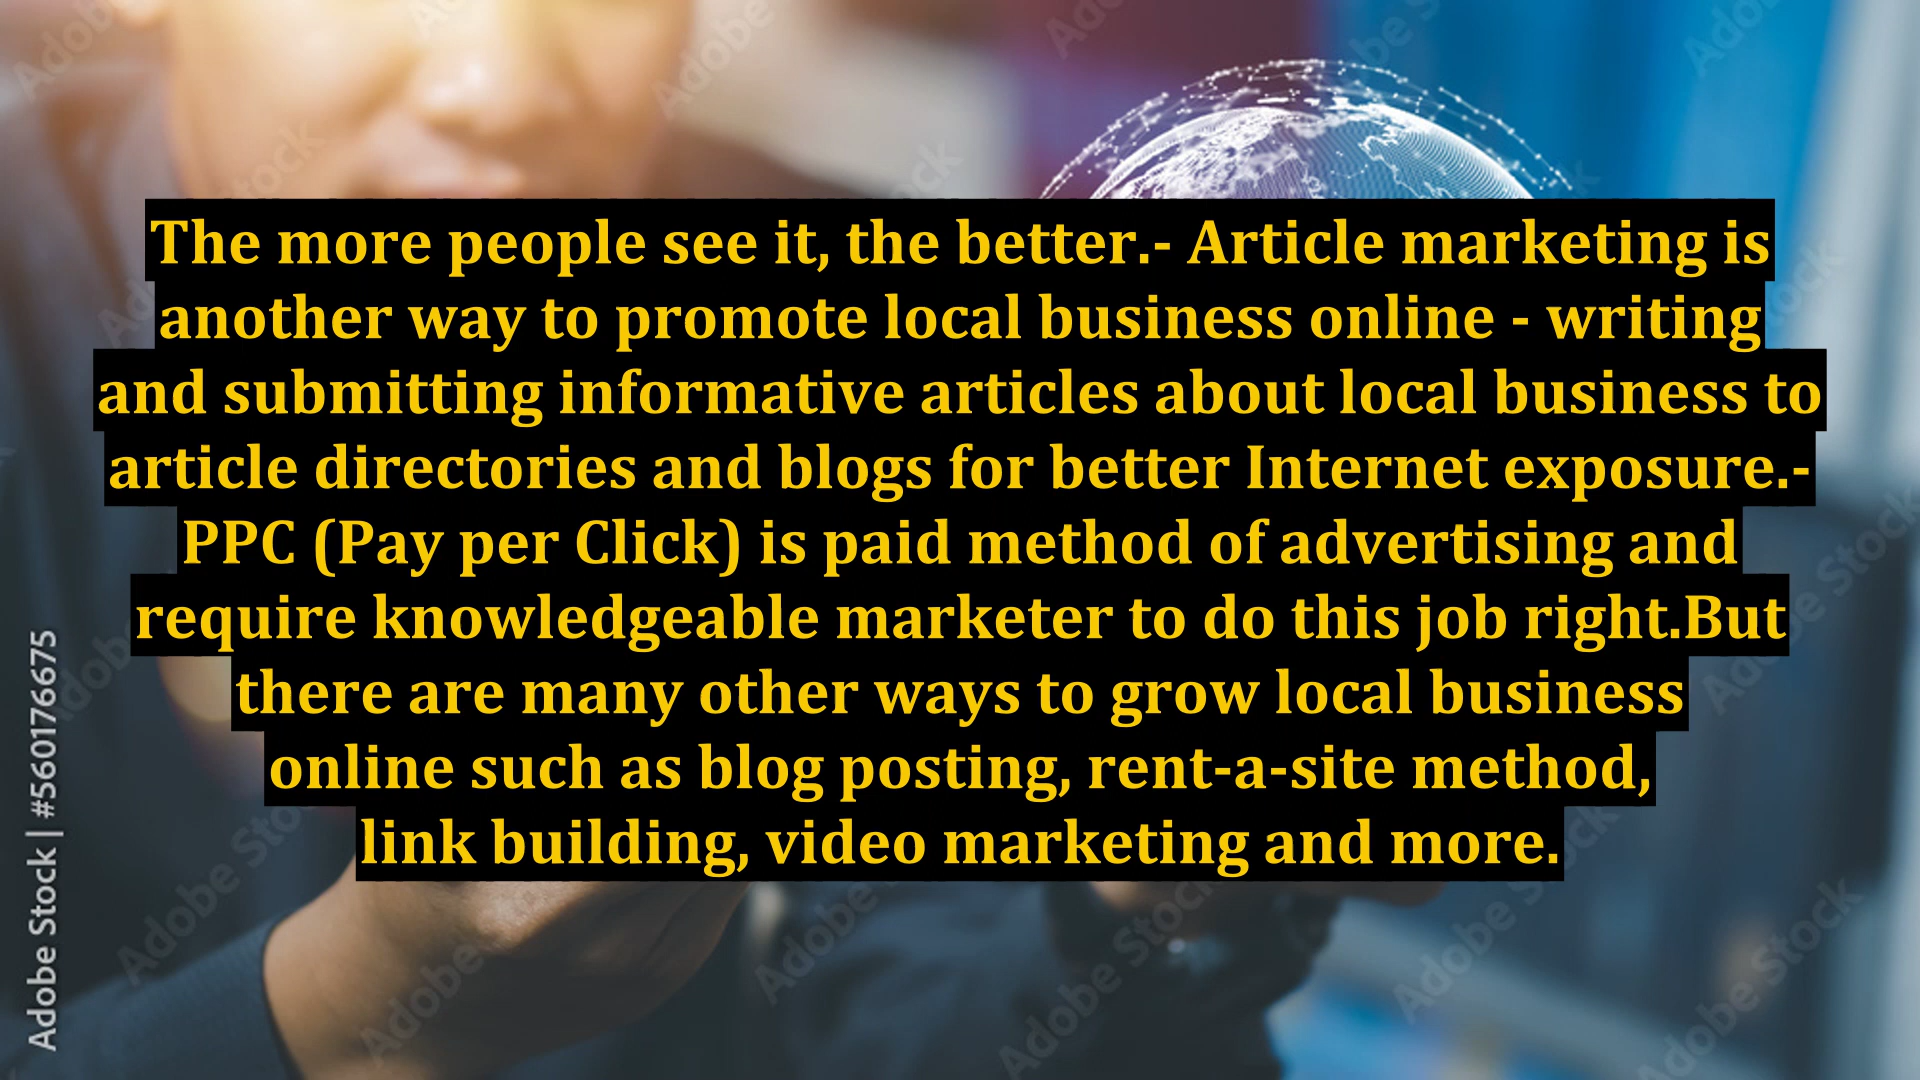 The more people see it, the better.- Article marketing is
another way to promote local business online - writing
and submitting informative articles about local business to
article directories and blogs for better Internet exposure.-
PPC (Pay per Click) is paid method of advertising and
require knowledgeable marketer to do this job right.But
there are many other ways to grow local business
online such as blog posting, rent-a-site method,
link building, video marketing and more.
Adobe Stock | #560176675